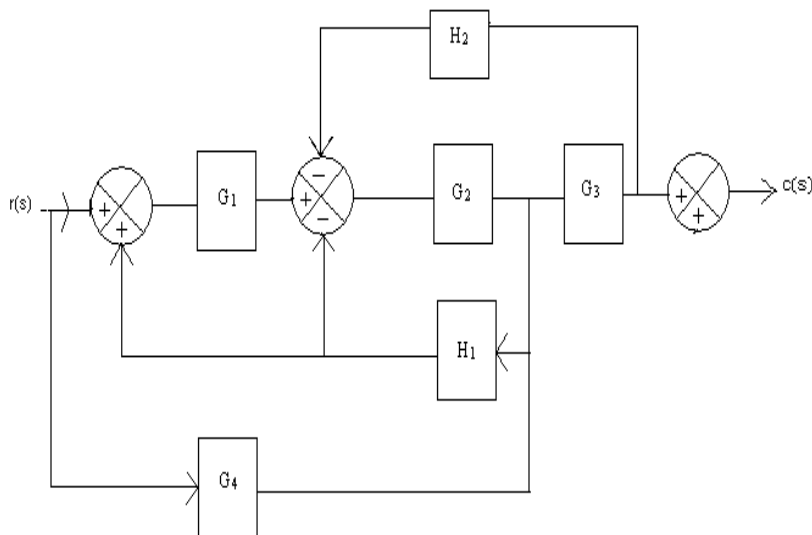 H2
r(s)
+
+
G1
−
+
−
G2
G3
+
+
c(s)
H1
G4